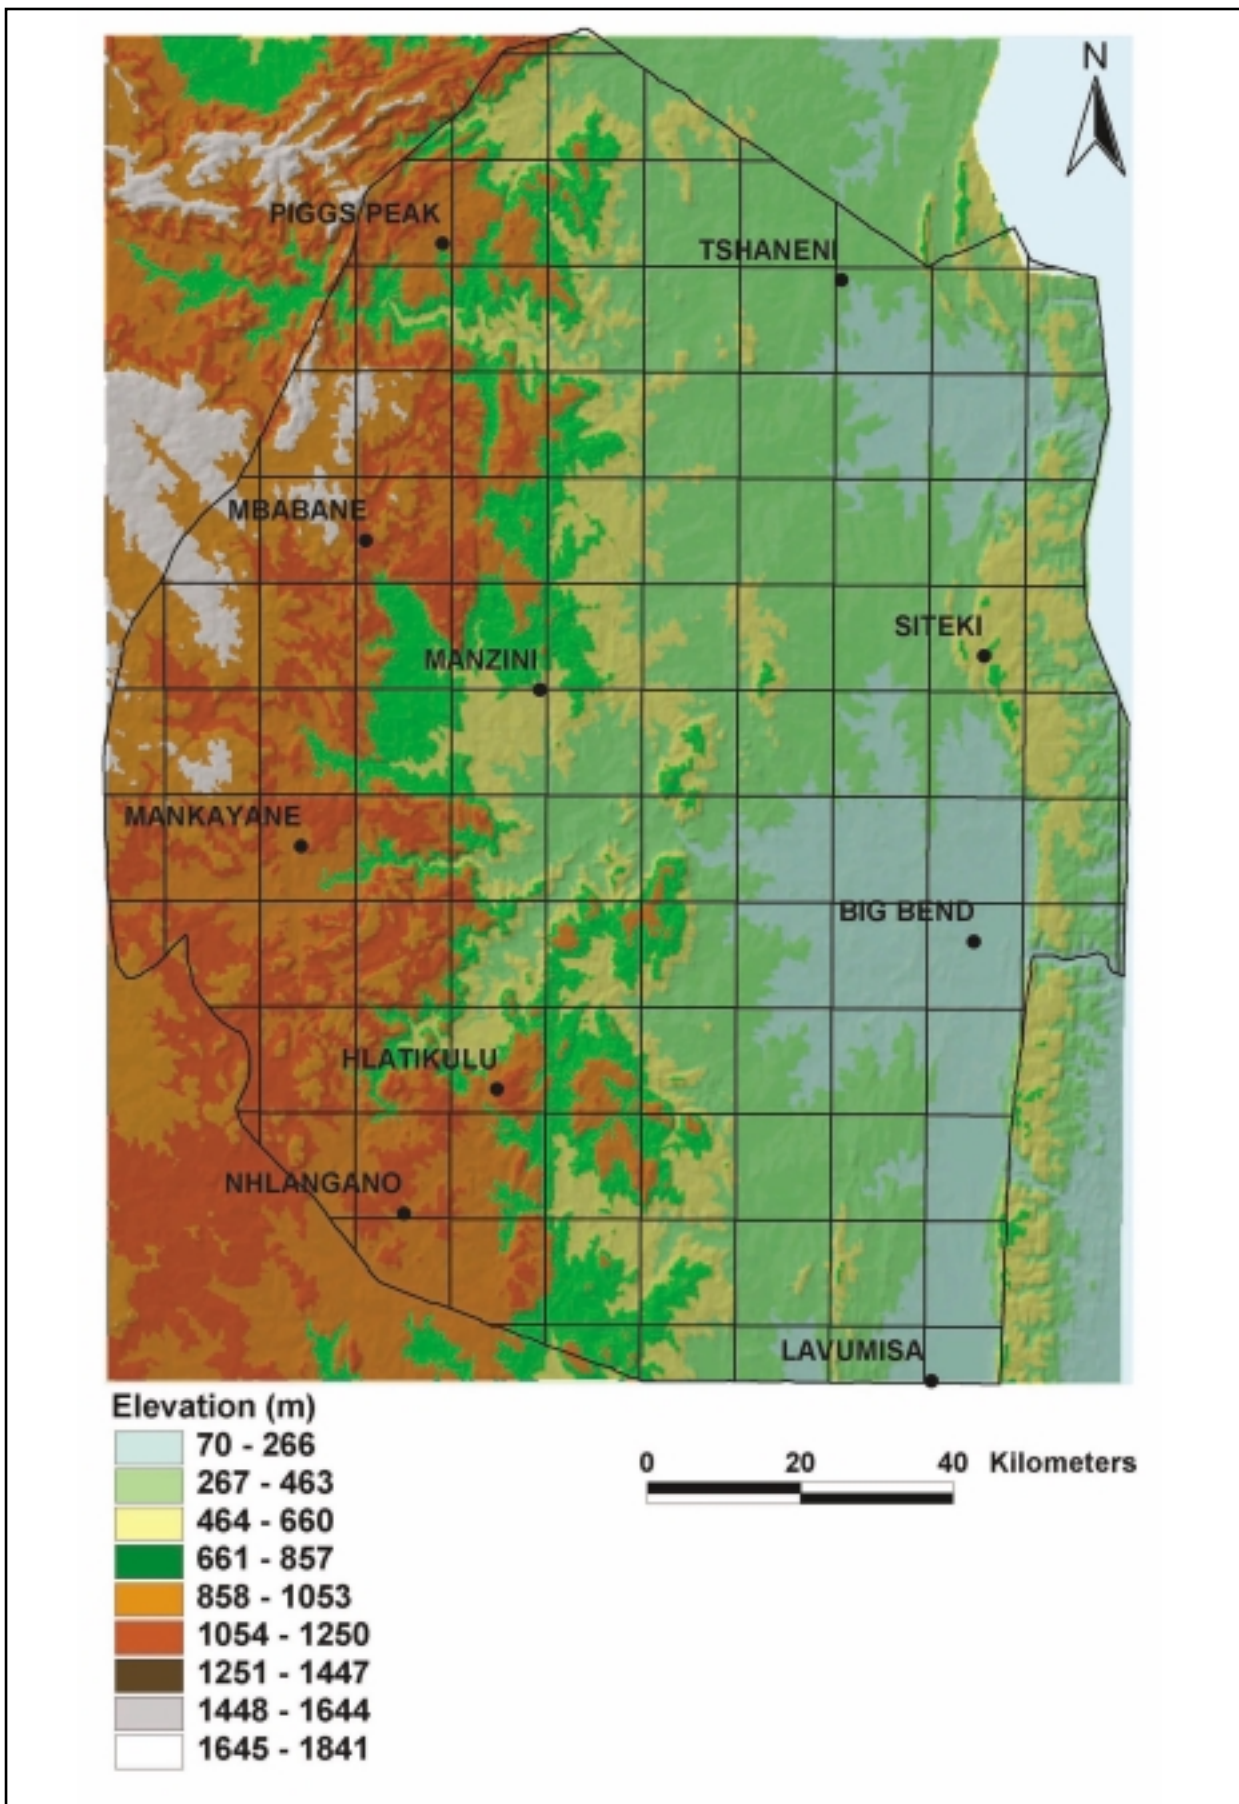 N
PIGGS PEAK
TSHANENI
MBABANE
SITEKI
MANZINI
MANKAYANE
BIG BEND
HLATIKULU
NHLANGANO
LAVUMISA
Elevation (m)
70 - 266
267 - 463
464 - 660
661 - 857
858 - 1053
1054 - 1250
1251 - 1447
1448 - 1644
1645 - 1841
0 20 40 Kilometers